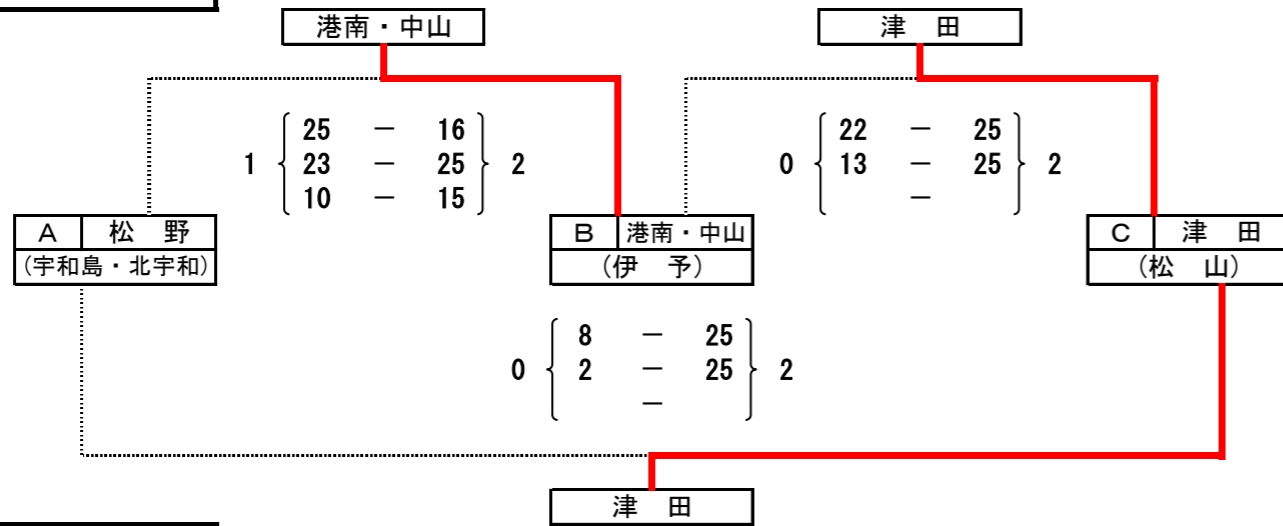 港南・中山
津 田
25 － 16
1 23 － 25 2
10 － 15
22 － 25
0 13 － 25 2
－
A 松 野
(宇和島・北宇和)
B 港南・中山
(伊 予)
C 津 田
(松 山)
8 － 25
0 2 － 25 2
－
津 田